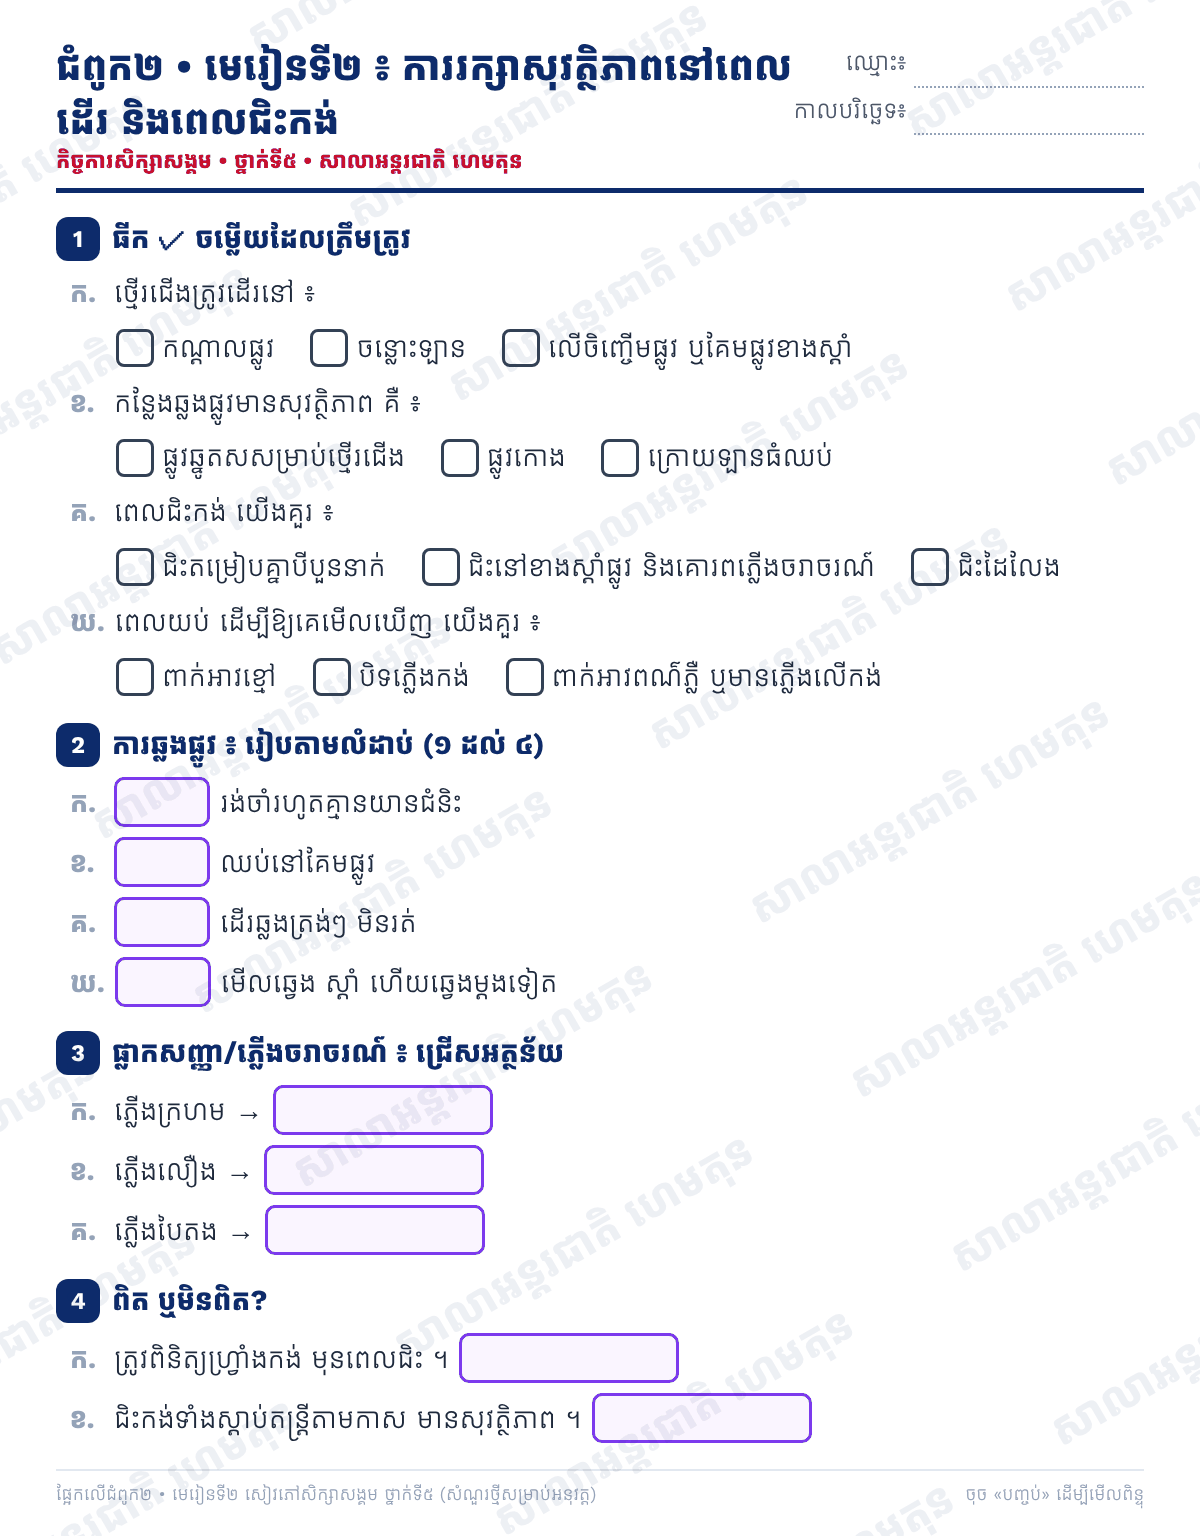 ជំពូក២ • មេរៀនទី២ ៖ ការរក្សាសុវត្ថិភាពនៅពេល
ដើរ និងពេលជិះកង់
ឈ្មោះ៖
កាលបរិច្ឆេទ៖
កិច្ចការសិក្សាសង្គម • ថ្នាក់ទី៥ • សាលាអន្តរជាតិ ហេមតុន
1 ធីក ✓ ចម្លើយដែលត្រឹមត្រូវ
ក. ថ្មើរជើងត្រូវដើរនៅ ៖
កណ្តាលផ្លូវ ចន្លោះឡាន លើចិញ្ចើមផ្លូវ ឬគែមផ្លូវខាងស្តាំ
ខ. កន្លែងឆ្លងផ្លូវមានសុវត្ថិភាព គឺ ៖
ផ្លូវឆ្នូតសសម្រាប់ថ្មើរជើង ផ្លូវកោង ក្រោយឡានធំឈប់
គ. ពេលជិះកង់ យើងគួរ ៖
ជិះតម្រៀបគ្នាបីបួននាក់ ជិះនៅខាងស្តាំផ្លូវ និងគោរពភ្លើងចរាចរណ៍ ជិះដៃលែង
ឃ. ពេលយប់ ដើម្បីឱ្យគេមើលឃើញ យើងគួរ ៖
ពាក់អាវខ្មៅ បិទភ្លើងកង់ ពាក់អាវពណ៌ភ្លឺ ឬមានភ្លើងលើកង់
2 ការឆ្លងផ្លូវ ៖ រៀបតាមលំដាប់ (១ ដល់ ៤)
ក. រង់ចាំរហូតគ្មានយានជំនិះ
ខ. ឈប់នៅគែមផ្លូវ
គ. ដើរឆ្លងត្រង់ៗ មិនរត់
ឃ. មើលឆ្វេង ស្តាំ ហើយឆ្វេងម្តងទៀត
3 ផ្លាកសញ្ញា/ភ្លើងចរាចរណ៍ ៖ ជ្រើសអត្ថន័យ
ក. ភ្លើងក្រហម →
ខ. ភ្លើងលឿង →
គ. ភ្លើងបៃតង →
4 ពិត ឬមិនពិត?
ក. ត្រូវពិនិត្យហ្វ្រាំងកង់ មុនពេលជិះ ។
ខ. ជិះកង់ទាំងស្តាប់តន្ត្រីតាមកាស មានសុវត្ថិភាព ។
ផ្អែកលើជំពូក២ • មេរៀនទី២ សៀវភៅសិក្សាសង្គម ថ្នាក់ទី៥ (សំណួរថ្មីសម្រាប់អនុវត្ត)
ចុច «បញ្ចប់» ដើម្បីមើលពិន្ទុ